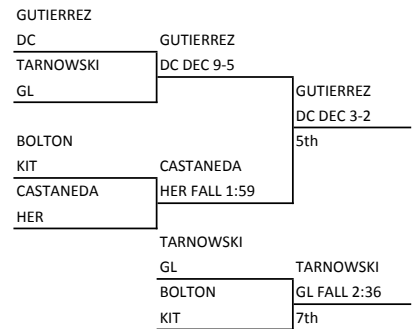 GUTIERREZ
DC GUTIERREZ
TARNOWSKI DC DEC 9-5
GL GUTIERREZ
DC DEC 3-2
BOLTON 5th
KIT CASTANEDA
CASTANEDA HER FALL 1:59
HER
TARNOWSKI
GL TARNOWSKI
BOLTON GL FALL 2:36
KIT 7th